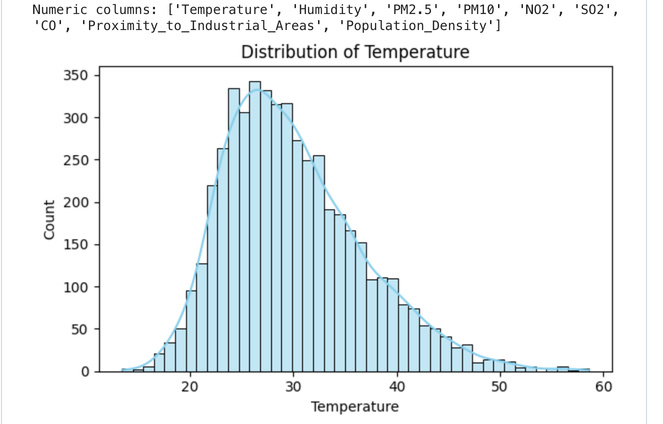 Numeric columns: ['Temperature', 'Humidity', 'PM2.5', 'PM10', 'NO2', 'SO2',
'CO', 'Proximity_to_Industrial_Areas', 'Population_Density']
Distribution of Temperature
350
300
250
200
150
100
50
0
Count
20 30 40 50 60
Temperature